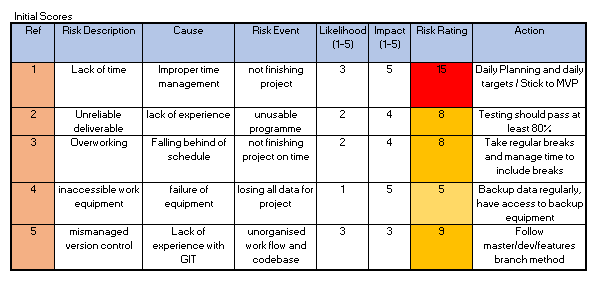 Initial Scores
Ref Risk Description Cause Risk Event Likelihood Impact Risk Rating Action
(1-5) (1-5)
1 Lack of time Improper time not finishing 3 5 15 Daily Planning and daily
management project targets / Stick to MVP
2 Unreliable lack of experience unusable 2 4 8 Testing should pass at
deliverable programme least 80%
3 Overworking Falling behind of not finishing 2 4 8 Take regular breaks
schedule project on time and manage time to
include breaks
4 inaccessible work failure of losing all data for 1 5 5 Backup data regularly,
equipment equipment project have access to backup
equipment
5 mismanaged Lack of unorganised 3 3 9 Follow
version control experience with work flow and master/dev/features
GIT codebase branch method